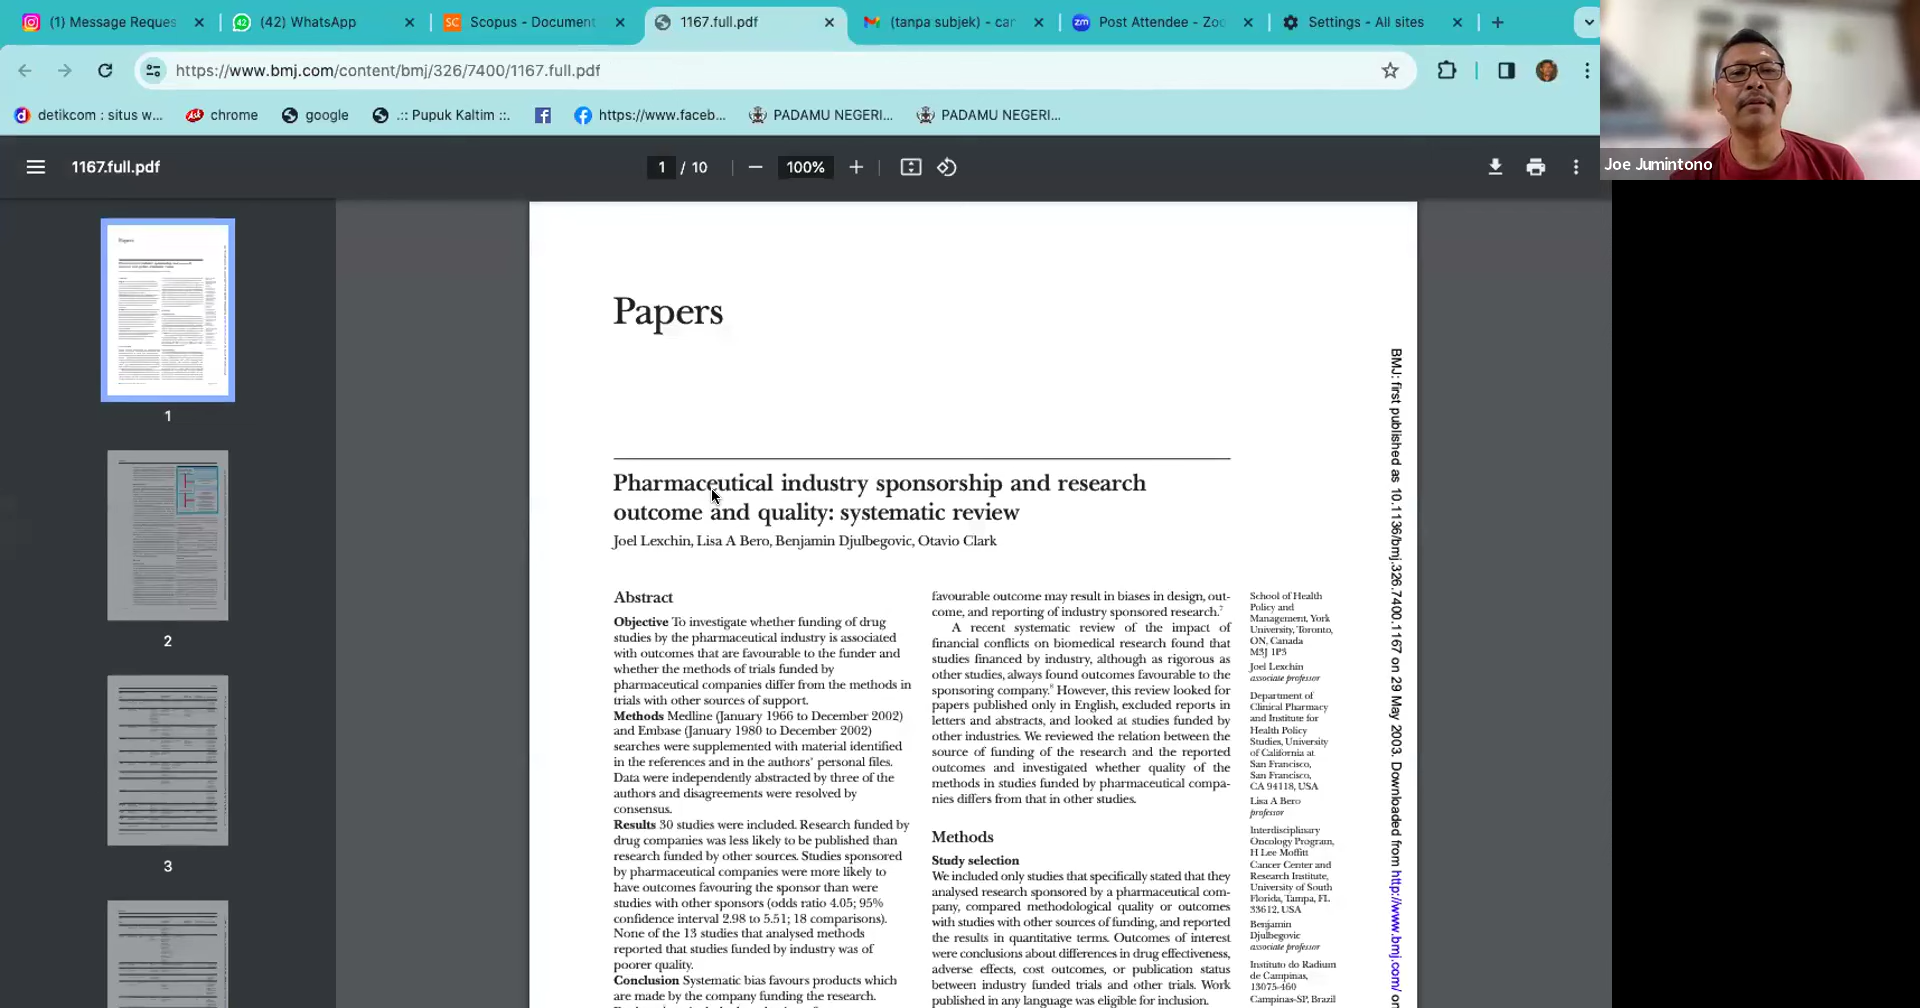 (1) Message Reques
(42) WhatsApp
SC
Scopus - Document
1167.full.pdf
(tanpa subjek) - car
zm
Post Attendee - Zoo
Settings - All sites
https://www.bmj.com/content/bmj/326/7400/1167.full.pdf
d
detikcom : situs w...
Ask
chrome
google
.:: Pupuk Kaltim ::.
https://www.faceb...
PADAMU NEGERI...
PADAMU NEGERI...
Joe Jumintono
1167.full.pdf
1 / 10
100%
1
2
3
Papers
Pharmaceutical industry sponsorship and research
outcome and quality: systematic review
Joel Lexchin, Lisa A Bero, Benjamin Djulbegovic, Otavio Clark
Abstract
Objective To investigate whether funding of drug
studies by the pharmaceutical industry is associated
with outcomes that are favourable to the funder and
whether the methods of trials funded by
pharmaceutical companies differ from the methods in
trials with other sources of support.
Methods Medline (January 1966 to December 2002)
and Embase (January 1980 to December 2002)
searches were supplemented with material identified
in the references and in the authors' personal files.
Data were independently abstracted by three of the
authors and disagreements were resolved by
consensus.
Results 30 studies were included. Research funded by
drug companies was less likely to be published than
research funded by other sources. Studies sponsored
by pharmaceutical companies were more likely to
have outcomes favouring the sponsor than were
studies with other sponsors (odds ratio 4.05; 95%
confidence interval 2.98 to 5.51; 18 comparisons).
None of the 13 studies that analysed methods
reported that studies funded by industry was of
poorer quality.
Conclusion Systematic bias favours products which
are made by the company funding the research.
favourable outcome may result in biases in design, out-
come, and reporting of industry sponsored research.7
A recent systematic review of the impact of
financial conflicts on biomedical research found that
studies financed by industry, although as rigorous as
other studies, always found outcomes favourable to the
sponsoring company.8 However, this review looked for
papers published only in English, excluded reports in
letters and abstracts, and looked at studies funded by
other industries. We reviewed the relation between the
source of funding of the research and the reported
outcomes and investigated whether quality of the
methods in studies funded by pharmaceutical compa-
nies differs from that in other studies.
Methods
Study selection
We included only studies that specifically stated that they
analysed research sponsored by a pharmaceutical com-
pany, compared methodological quality or outcomes
with studies with other sources of funding, and reported
the results in quantitative terms. Outcomes of interest
were conclusions about differences in drug effectiveness,
adverse effects, cost outcomes, or publication status
between industry funded trials and other trials. Work
published in any language was eligible for inclusion.
School of Health
Policy and
Management, York
University, Toronto,
ON, Canada
M3J 1P3
Joel Lexchin
associate professor
Department of
Clinical Pharmacy
and Institute for
Health Policy
Studies, University
of California at
San Francisco,
San Francisco,
CA 94118, USA
Lisa A Bero
professor
Interdisciplinary
Oncology Program,
H Lee Moffitt
Cancer Center and
Research Institute,
University of South
Florida, Tampa, FL
33612, USA
Benjamin
Djulbegovic
associate professor
Instituto do Radium
de Campinas,
13075-460
Campinas-SP, Brazil
BMJ: first published as 10.1136/bmj.326.7400.1167 on 29 May 2003. Downloaded from http://www.bmj.com/ on